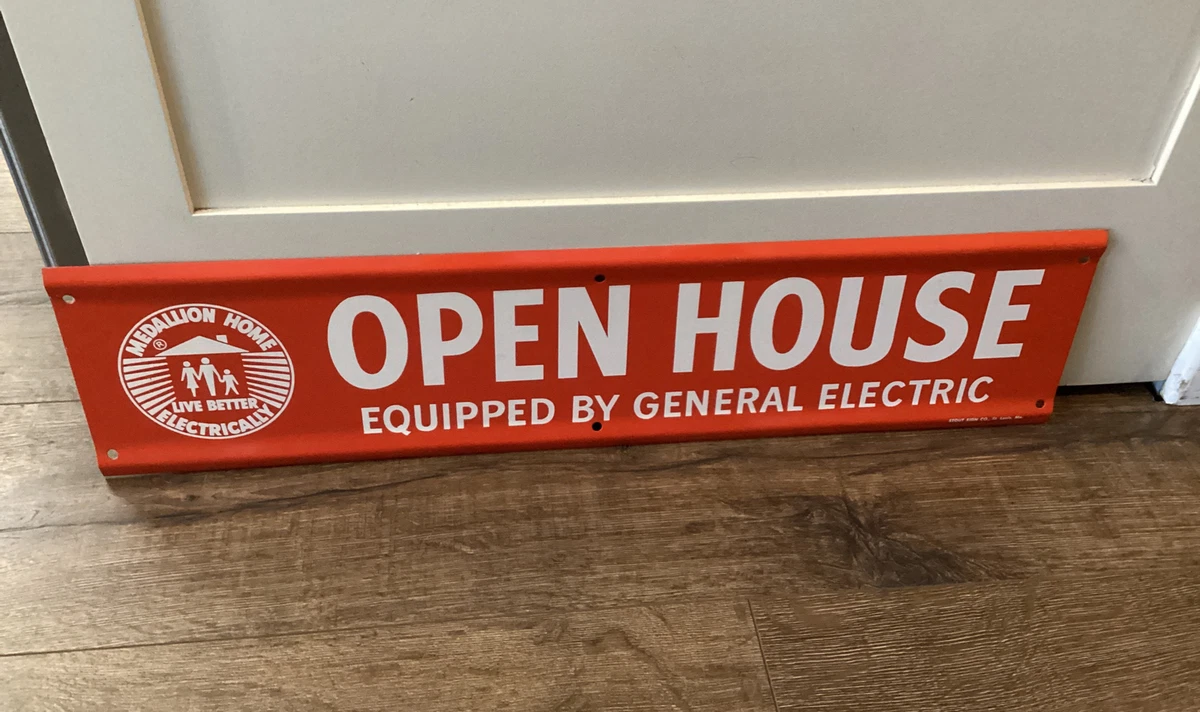 MEDALLION HOME
®
LIVE BETTER
ELECTRICALLY
OPEN HOUSE
EQUIPPED BY GENERAL ELECTRIC